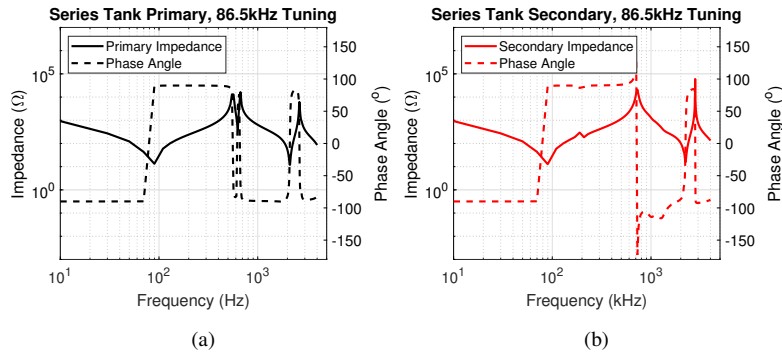 Series Tank Primary, 86.5kHz Tuning
Primary Impedance
Phase Angle
10^5
10^0
Impedance (Ω)
150
100
50
0
-50
-100
-150
Phase Angle (⁰)
10^1
10^2
10^3
Frequency (Hz)
(a)
Series Tank Secondary, 86.5kHz Tuning
Secondary Impedance
Phase Angle
10^5
10^0
Impedance (Ω)
150
100
50
0
-50
-100
-150
Phase Angle (⁰)
10^1
10^2
10^3
Frequency (kHz)
(b)